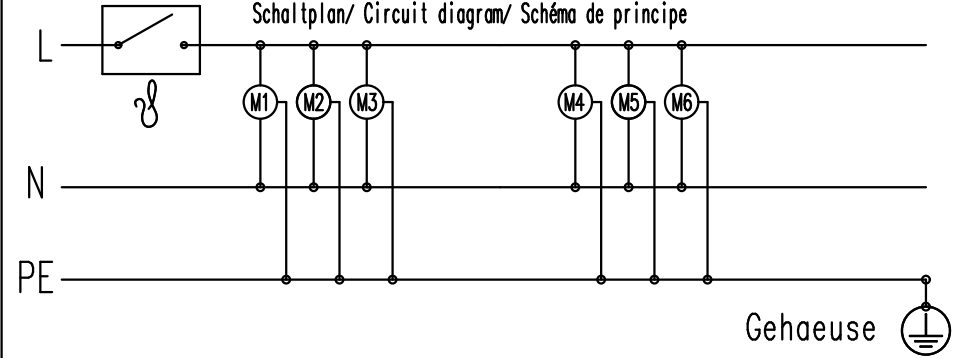 Schaltplan/ Circuit diagram/ Schéma de principe
L
ϑ
M1 M2 M3 M4 M5 M6
N
PE
Gehaeuse